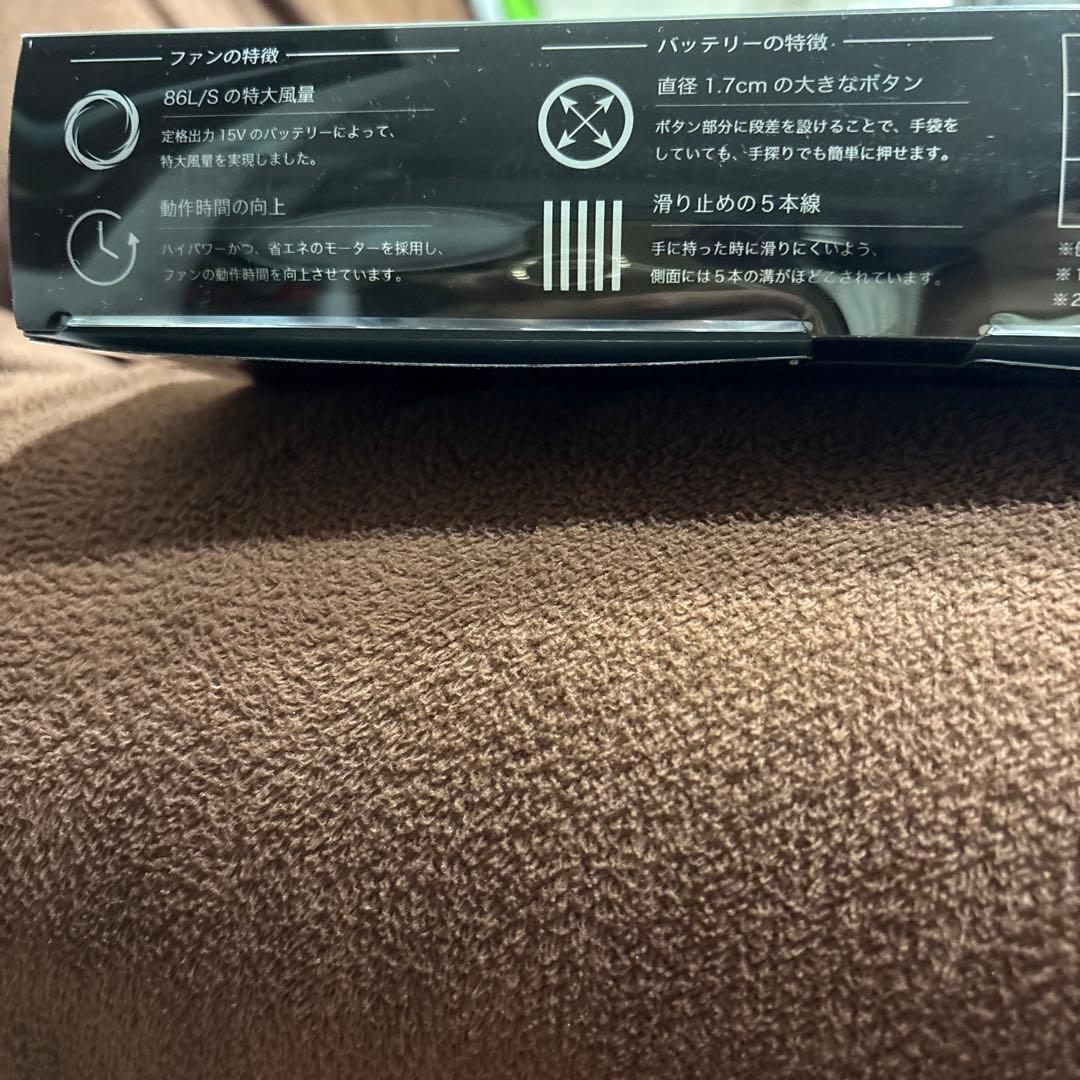 ファンの特徴
86L/S の特大風量
定格出力 15V のバッテリーによって、
特大風量を実現しました。
動作時間の向上
ハイパワーかつ、省エネのモーターを採用し、
ファンの動作時間を向上させています。
バッテリーの特徴
直径 1.7cm の大きなボタン
ボタン部分に段差を設けることで、手袋を
していても、手探りでも簡単に押せます。
滑り止めの5本線
手に持った時に滑りにくいよう、
側面には5本の溝がほどこされています。
※
※1
※2